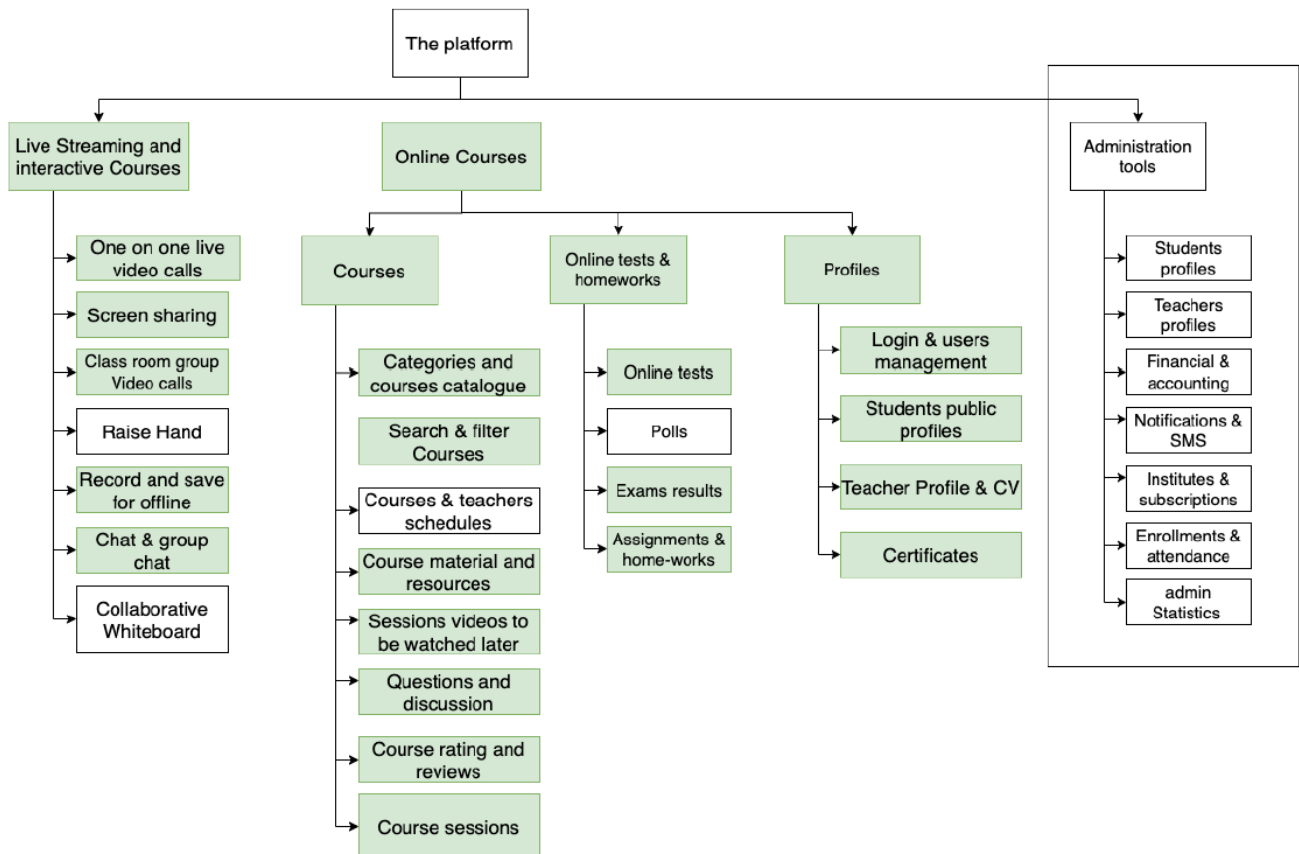 The platform
Live Streaming and
interactive Courses
One on one live
video calls
Screen sharing
Class room group
Video calls
Raise Hand
Record and save
for offline
Chat & group
chat
Collaborative
Whiteboard
Online Courses
Courses
Categories and
courses catalogue
Search & filter
Courses
Courses & teachers
schedules
Course material and
resources
Sessions videos to
be watched later
Questions and
discussion
Course rating and
reviews
Course sessions
Online tests &
homeworks
Online tests
Polls
Exams results
Assignments &
home-works
Profiles
Login & users
management
Students public
profiles
Teacher Profile & CV
Certificates
Administration
tools
Students
profiles
Teachers
profiles
Financial &
accounting
Notifications &
SMS
Institutes &
subscriptions
Enrollments &
attendance
admin
Statistics